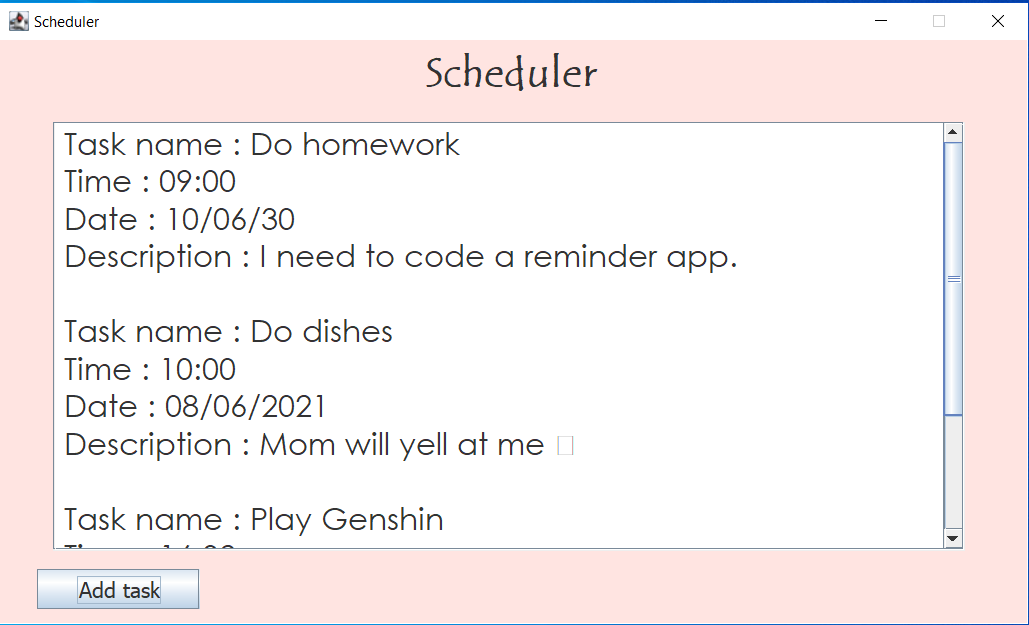 Scheduler
Scheduler
Task name : Do homework
Time : 09:00
Date : 10/06/30
Description : I need to code a reminder app.
Task name : Do dishes
Time : 10:00
Date : 08/06/2021
Description : Mom will yell at me
Task name : Play Genshin
Add task